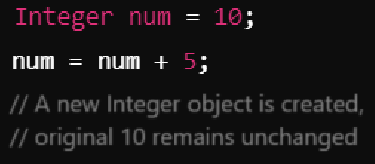 Integer num = 10;
num = num + 5;
// A new Integer object is created,
// original 10 remains unchanged